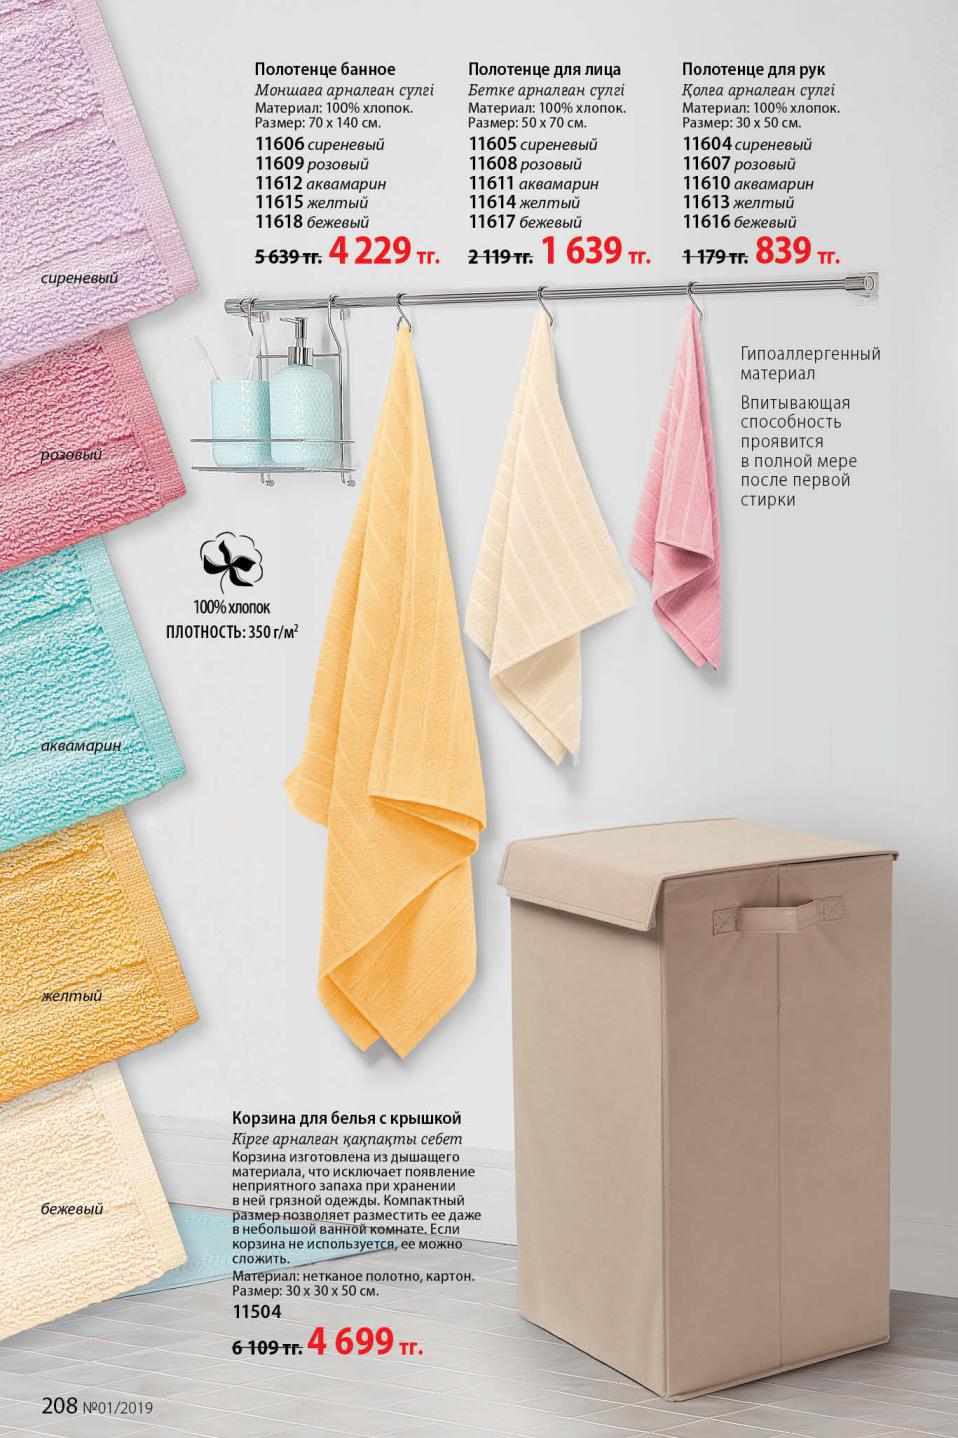 Полотенце банное
Моншаға арналған сүлгі
Материал: 100% хлопок.
Размер: 70 х 140 см.
11606 сиреневый
11609 розовый
11612 аквамарин
11615 желтый
11618 бежевый
5 639 тг. 4 229 тг.
Полотенце для лица
Бетке арналған сүлгі
Материал: 100% хлопок.
Размер: 50 х 70 см.
11605 сиреневый
11608 розовый
11611 аквамарин
11614 желтый
11617 бежевый
2 119 тг. 1 639 тг.
Полотенце для рук
Қолға арналған сүлгі
Материал: 100% хлопок.
Размер: 30 х 50 см.
11604 сиреневый
11607 розовый
11610 аквамарин
11613 желтый
11616 бежевый
1 179 тг. 839 тг.
сиреневый
розовый
аквамарин
желтый
бежевый
Гипоаллергенный
материал
Впитывающая
способность
проявится
в полной мере
после первой
стирки
100% хлопок
ПЛОТНОСТЬ: 350 г/м²
Корзина для белья с крышкой
Кірге арналған қақпақты себет
Корзина изготовлена из дышащего
материала, что исключает появление
неприятного запаха при хранении
в ней грязной одежды. Компактный
размер позволяет разместить ее даже
в небольшой ванной комнате. Если
корзина не используется, ее можно
сложить.
Материал: нетканое полотно, картон.
Размер: 30 х 30 х 50 см.
11504
6 109 тг. 4 699 тг.
208 №01/2019